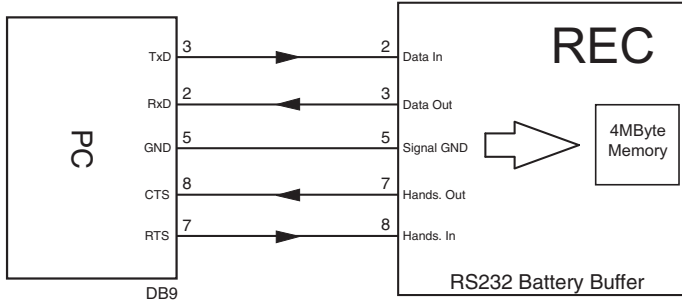 REC
TxD 3 2 Data In
RxD 2 3 Data Out
4MByte
Memory
PC
GND 5 5 Signal GND
CTS 8 7 Hands. Out
RTS 7 8 Hands. In
DB9
RS232 Battery Buffer